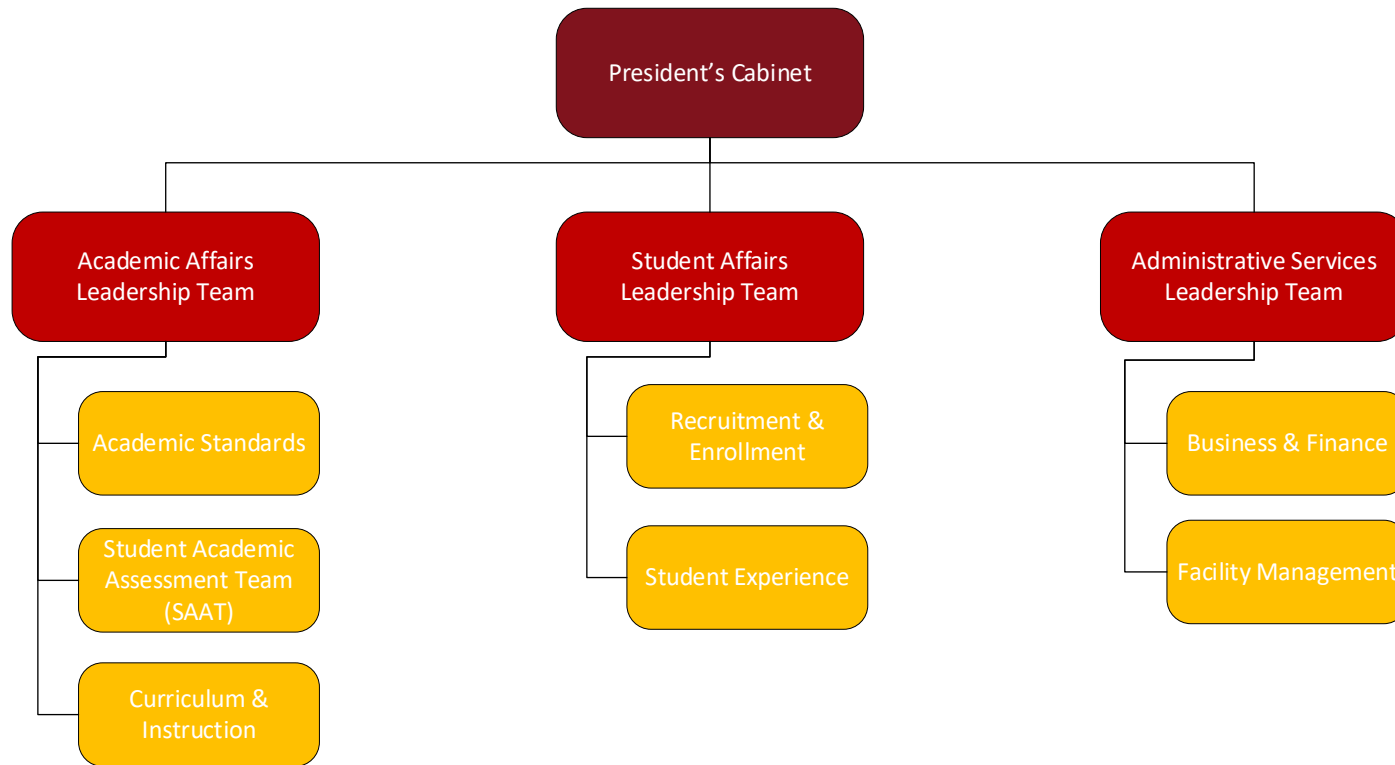 President’s Cabinet
Academic Affairs
Leadership Team
Student Affairs
Leadership Team
Administrative Services
Leadership Team
Academic Standards
Student Academic
Assessment Team
(SAAT)
Curriculum &
Instruction
Recruitment &
Enrollment
Student Experience
Business & Finance
Facility Management